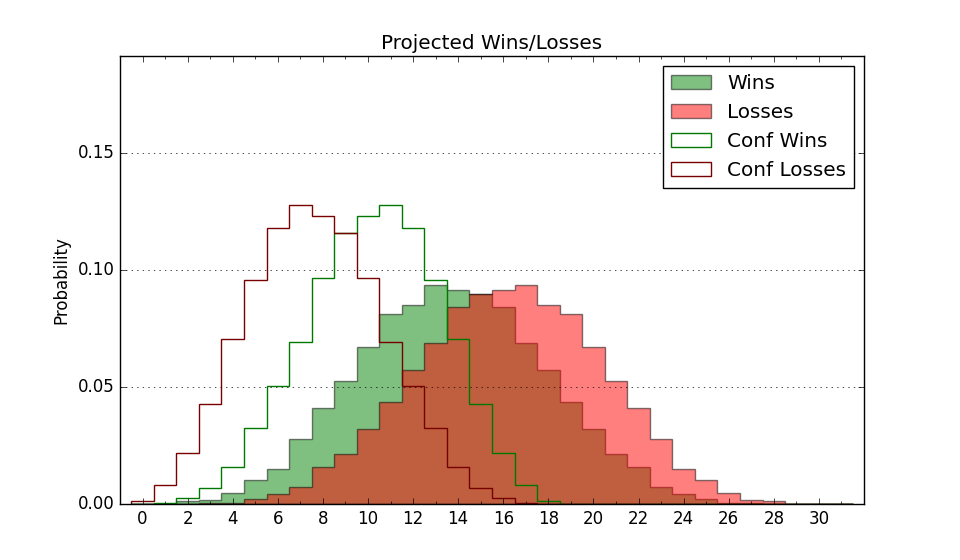 Projected Wins/Losses
Wins
Losses
Conf Wins
Conf Losses
Probability
0.15
0.10
0.05
0.00
0 2 4 6 8 10 12 14 16 18 20 22 24 26 28 30